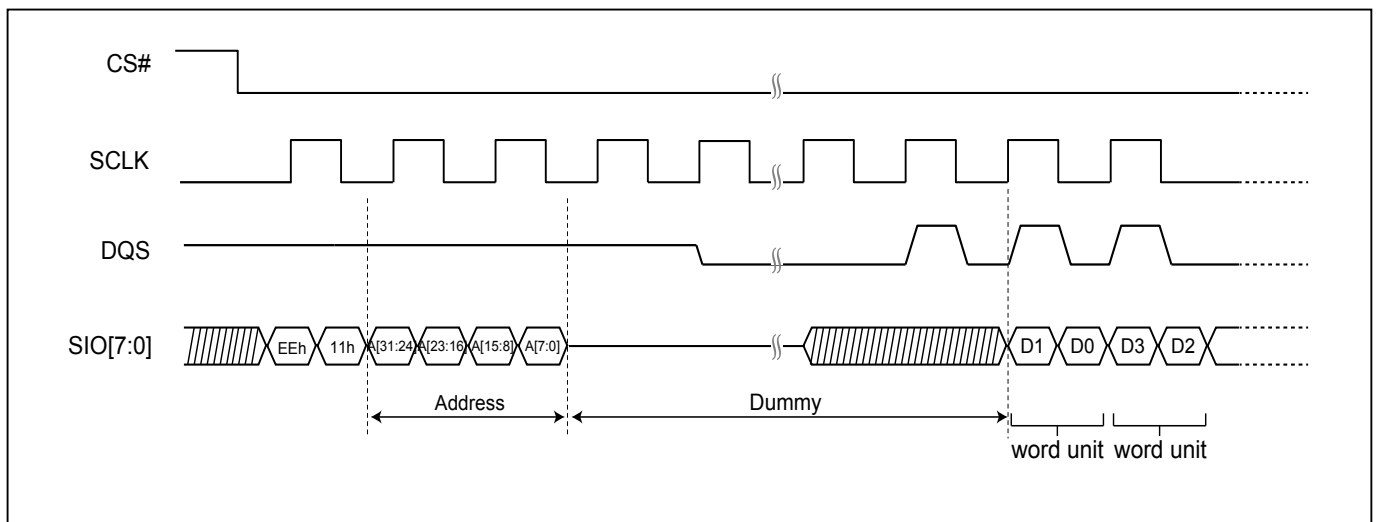 CS#
SCLK
DQS
SIO[7:0]
EEh 11h A[31:24] A[23:16] A[15:8] A[7:0] D1 D0 D3 D2
Address Dummy
word unit word unit